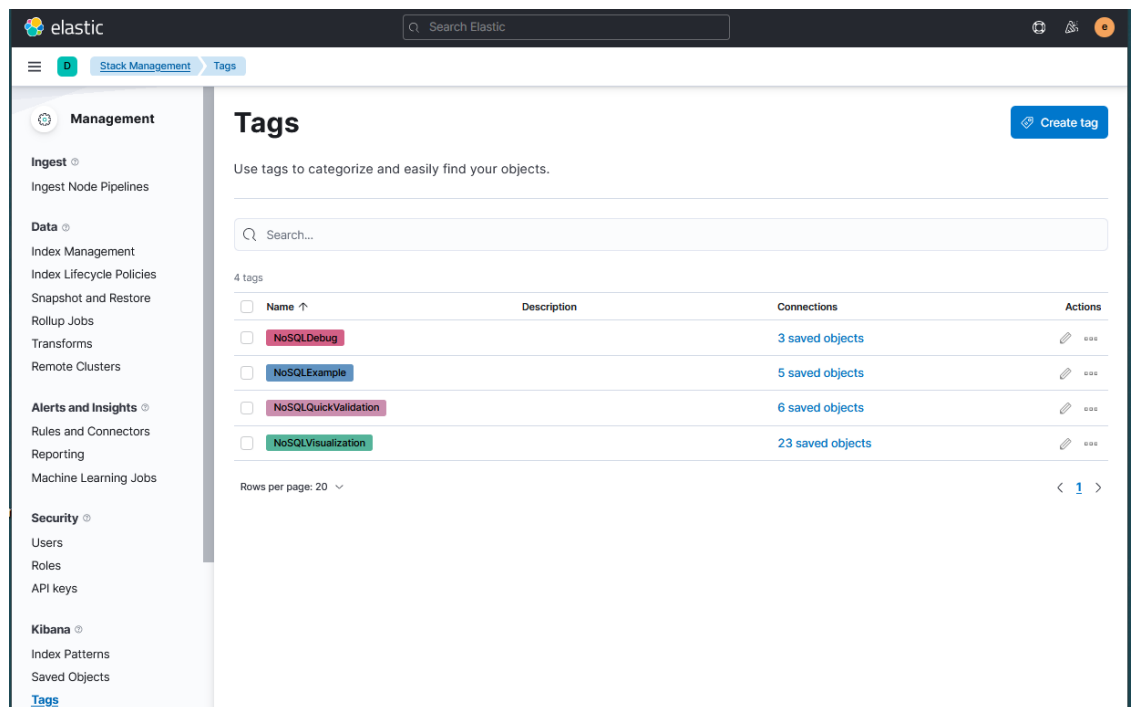 elastic
Search Elastic
e
D
Stack Management
Tags
Management
Ingest
Ingest Node Pipelines
Data
Index Management
Index Lifecycle Policies
Snapshot and Restore
Rollup Jobs
Transforms
Remote Clusters
Alerts and Insights
Rules and Connectors
Reporting
Machine Learning Jobs
Security
Users
Roles
API keys
Kibana
Index Patterns
Saved Objects
Tags
Tags
Create tag
Use tags to categorize and easily find your objects.
Search...
4 tags
Name Description Connections Actions
NoSQLDebug 3 saved objects
NoSQLExample 5 saved objects
NoSQLQuickValidation 6 saved objects
NoSQLVisualization 23 saved objects
Rows per page: 20
1